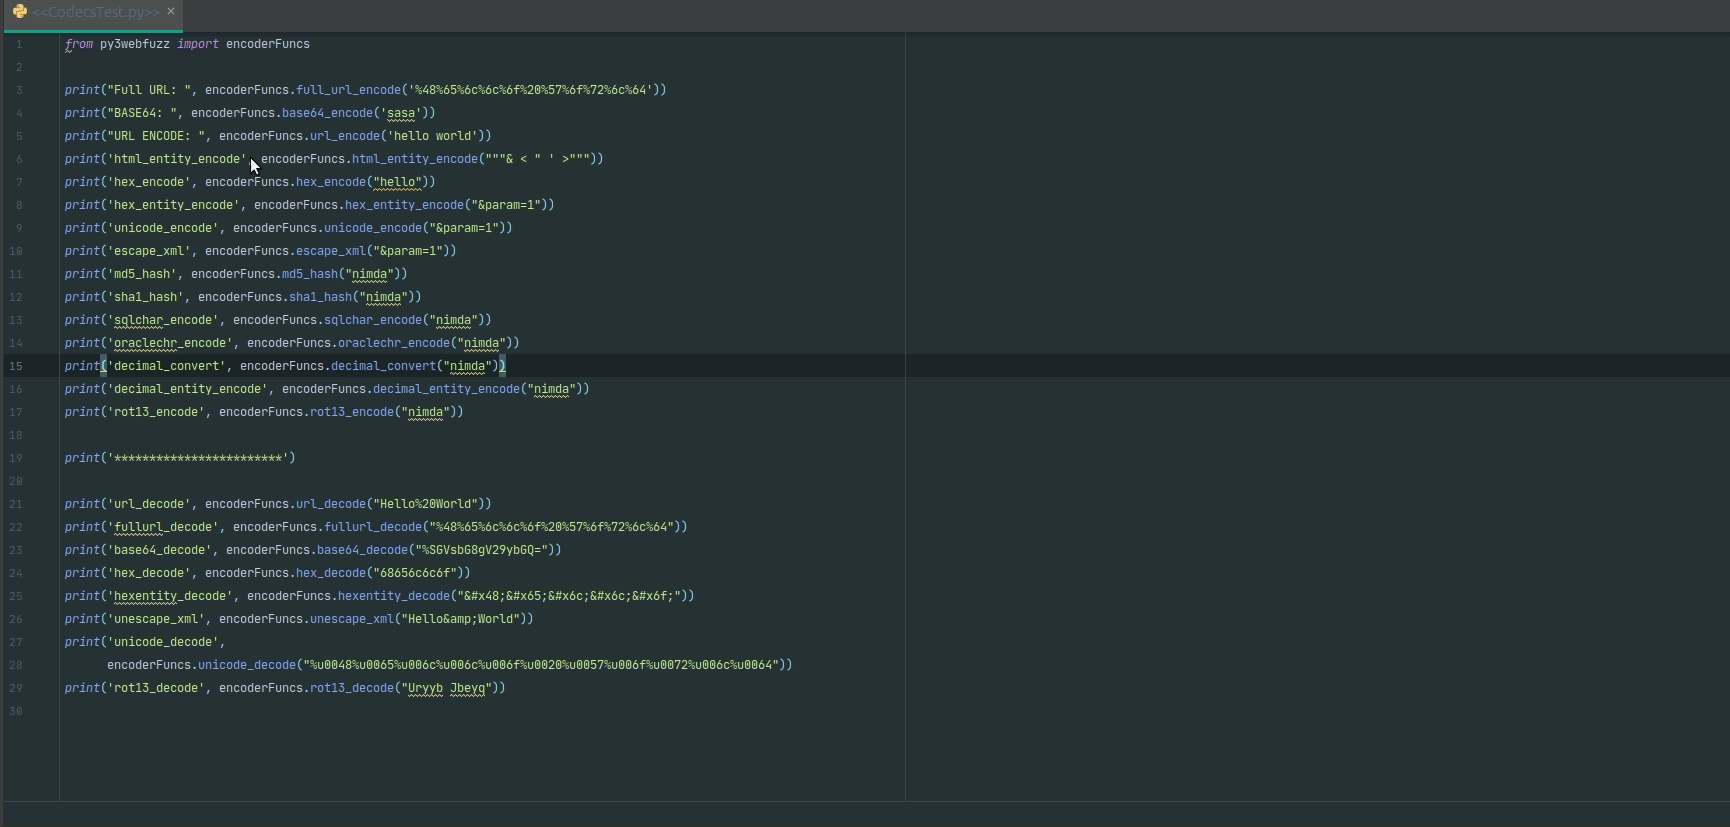 <<CodecsTest.py>> ×
1 from py3webfuzz import encoderFuncs
2
3 print("Full URL: ", encoderFuncs.full_url_encode('%48%65%6c%6c%6f%20%57%6f%72%6c%64'))
4 print("BASE64: ", encoderFuncs.base64_encode('sasa'))
5 print("URL ENCODE: ", encoderFuncs.url_encode('hello world'))
6 print('html_entity_encode', encoderFuncs.html_entity_encode("""& < " ' >"""))
7 print('hex_encode', encoderFuncs.hex_encode("hello"))
8 print('hex_entity_encode', encoderFuncs.hex_entity_encode("&param=1"))
9 print('unicode_encode', encoderFuncs.unicode_encode("&param=1"))
10 print('escape_xml', encoderFuncs.escape_xml("&param=1"))
11 print('md5_hash', encoderFuncs.md5_hash("nimda"))
12 print('sha1_hash', encoderFuncs.sha1_hash("nimda"))
13 print('sqlchar_encode', encoderFuncs.sqlchar_encode("nimda"))
14 print('oraclechr_encode', encoderFuncs.oraclechr_encode("nimda"))
15 print('decimal_convert', encoderFuncs.decimal_convert("nimda"))
16 print('decimal_entity_encode', encoderFuncs.decimal_entity_encode("nimda"))
17 print('rot13_encode', encoderFuncs.rot13_encode("nimda"))
18
19 print('************************')
20
21 print('url_decode', encoderFuncs.url_decode("Hello%20World"))
22 print('fullurl_decode', encoderFuncs.fullurl_decode("%48%65%6c%6c%6f%20%57%6f%72%6c%64"))
23 print('base64_decode', encoderFuncs.base64_decode("%SGVsbG8gV29ybGQ="))
24 print('hex_decode', encoderFuncs.hex_decode("68656c6c6f"))
25 print('hexentity_decode', encoderFuncs.hexentity_decode("&#x48;&#x65;&#x6c;&#x6c;&#x6f;"))
26 print('unescape_xml', encoderFuncs.unescape_xml("Hello&amp;World"))
27 print('unicode_decode',
28 encoderFuncs.unicode_decode("%u0048%u0065%u006c%u006c%u006f%u0020%u0057%u006f%u0072%u006c%u0064"))
29 print('rot13_decode', encoderFuncs.rot13_decode("Uryyb Jbeyq"))
30